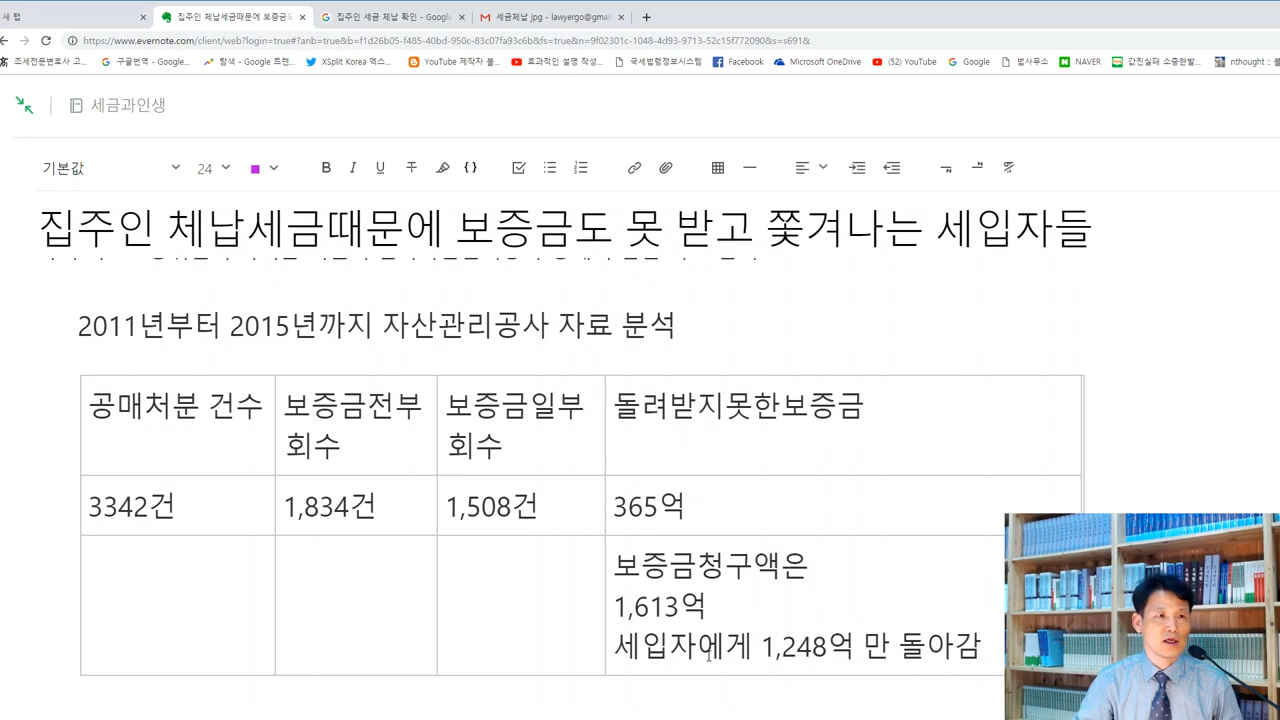 새 탭
집주인 체납세금때문에 보증금도
집주인 세금 체납 확인 - Google
세금체납.jpg - lawyergo@gmai
https://www.evernote.com/client/web?login=true#?anb=true&b=f1d26b05-f485-40bd-950c-83c07fa93c6b&fs=true&n=9f02301c-1048-4d93-9713-52c15f772090&s=s691&
조세전문변호사 고...
구글번역 - Google...
탐색 - Google 트렌...
XSplit Korea 엑스...
YouTube 제작자 블...
효과적인 설명 작성...
국세법령정보시스템
Facebook
Microsoft OneDrive
(52) YouTube
Google
법사무소
NAVER
값진실패 소중한발...
nthought :: 블
세금과인생
기본값
24
B I U T
집주인 체납세금때문에 보증금도 못 받고 쫓겨나는 세입자들
2011년부터 2015년까지 자산관리공사 자료 분석
공매처분 건수 보증금전부 회수 보증금일부 회수 돌려받지못한보증금
3342건 1,834건 1,508건 365억
보증금청구액은
1,613억
세입자에게 1,248억 만 돌아감